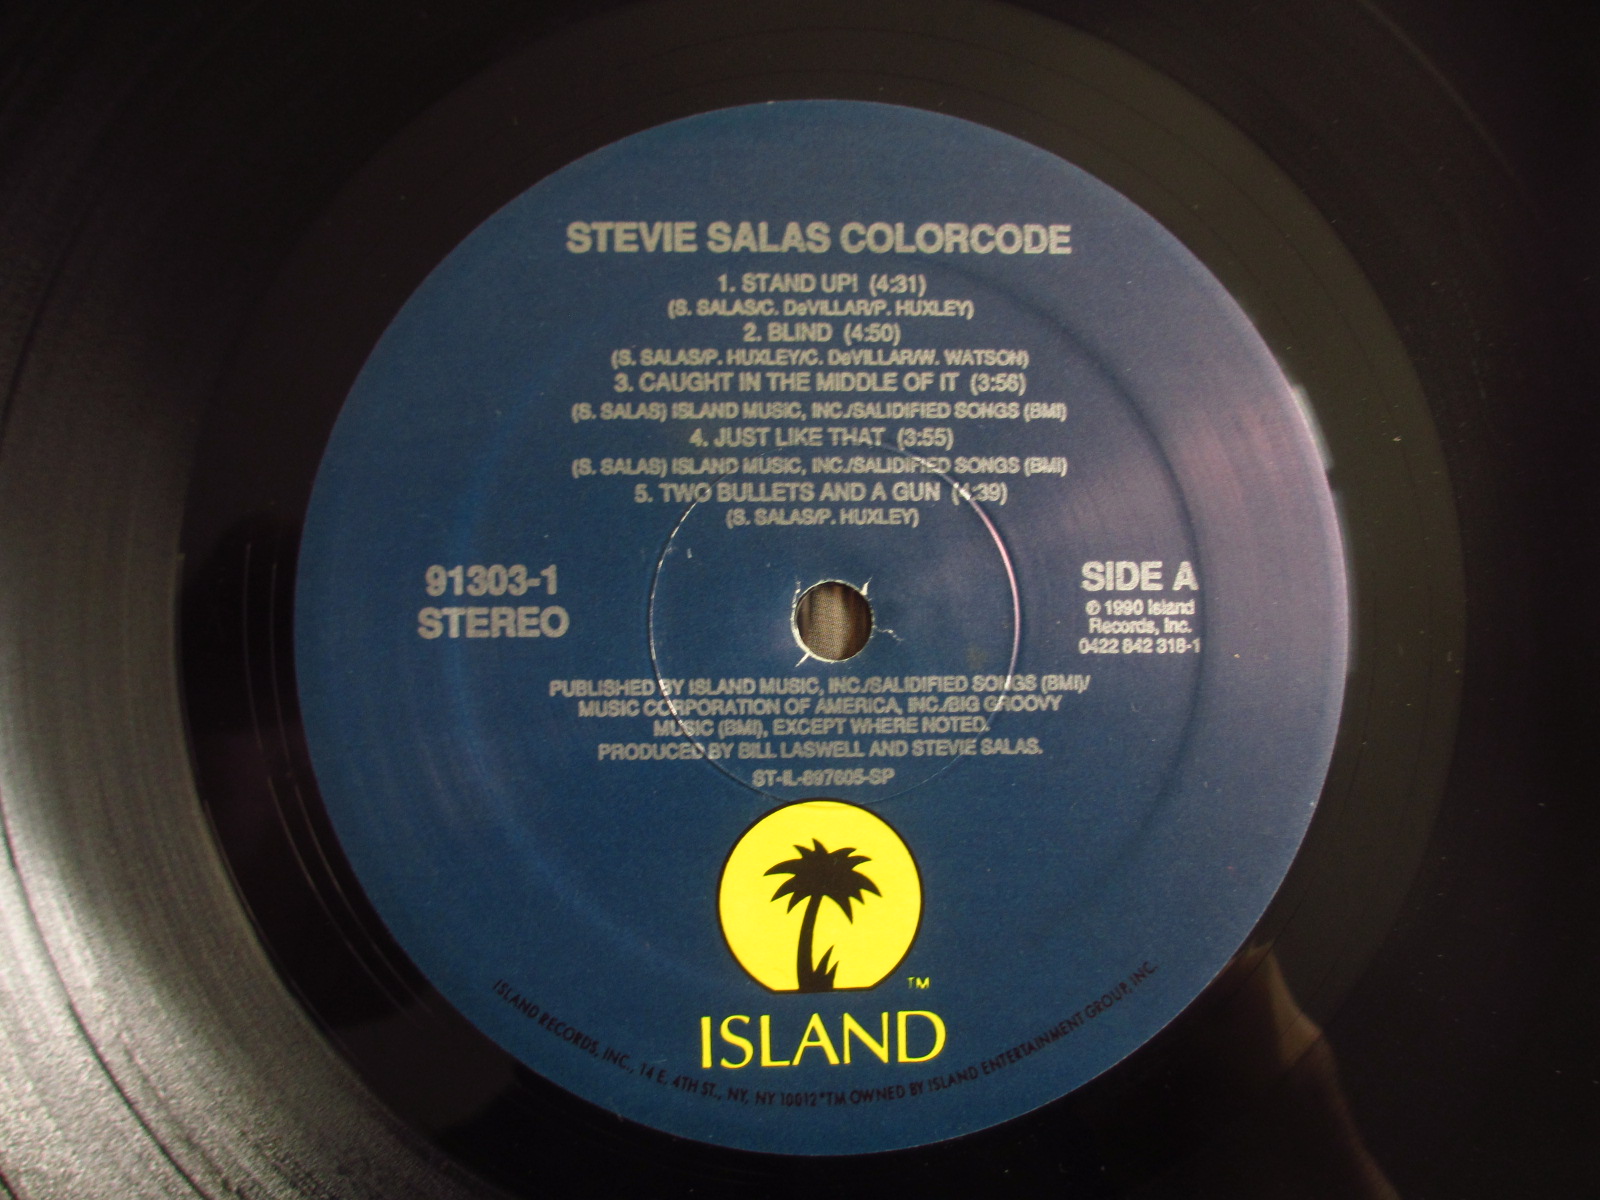 STEVIE SALAS COLORCODE
1. STAND UP! (4:31)
(S. SALAS/C. DeVILLAR/P. HUXLEY)
2. BLIND (4:50)
(S. SALAS/P. HUXLEY/C. DeVILLAR/W. WATSON)
3. CAUGHT IN THE MIDDLE OF IT (3:56)
(S. SALAS) ISLAND MUSIC, INC./SALIDIFIED SONGS (BMI)
4. JUST LIKE THAT (3:55)
(S. SALAS) ISLAND MUSIC, INC./SALIDIFIED SONGS (BMI)
5. TWO BULLETS AND A GUN (4:39)
(S. SALAS/P. HUXLEY)
91303-1
STEREO
SIDE A
℗ 1990 Island
Records, Inc.
0422 842 318-1
PUBLISHED BY ISLAND MUSIC, INC./SALIDIFIED SONGS (BMI)/
MUSIC CORPORATION OF AMERICA, INC./BIG GROOVY
MUSIC (BMI), EXCEPT WHERE NOTED.
PRODUCED BY BILL LASWELL AND STEVIE SALAS.
ST-IL-897605-SP
TM
ISLAND
ISLAND RECORDS, INC., 14 E. 4TH ST., NY, NY 10012 *TM OWNED BY ISLAND ENTERTAINMENT GROUP, INC.